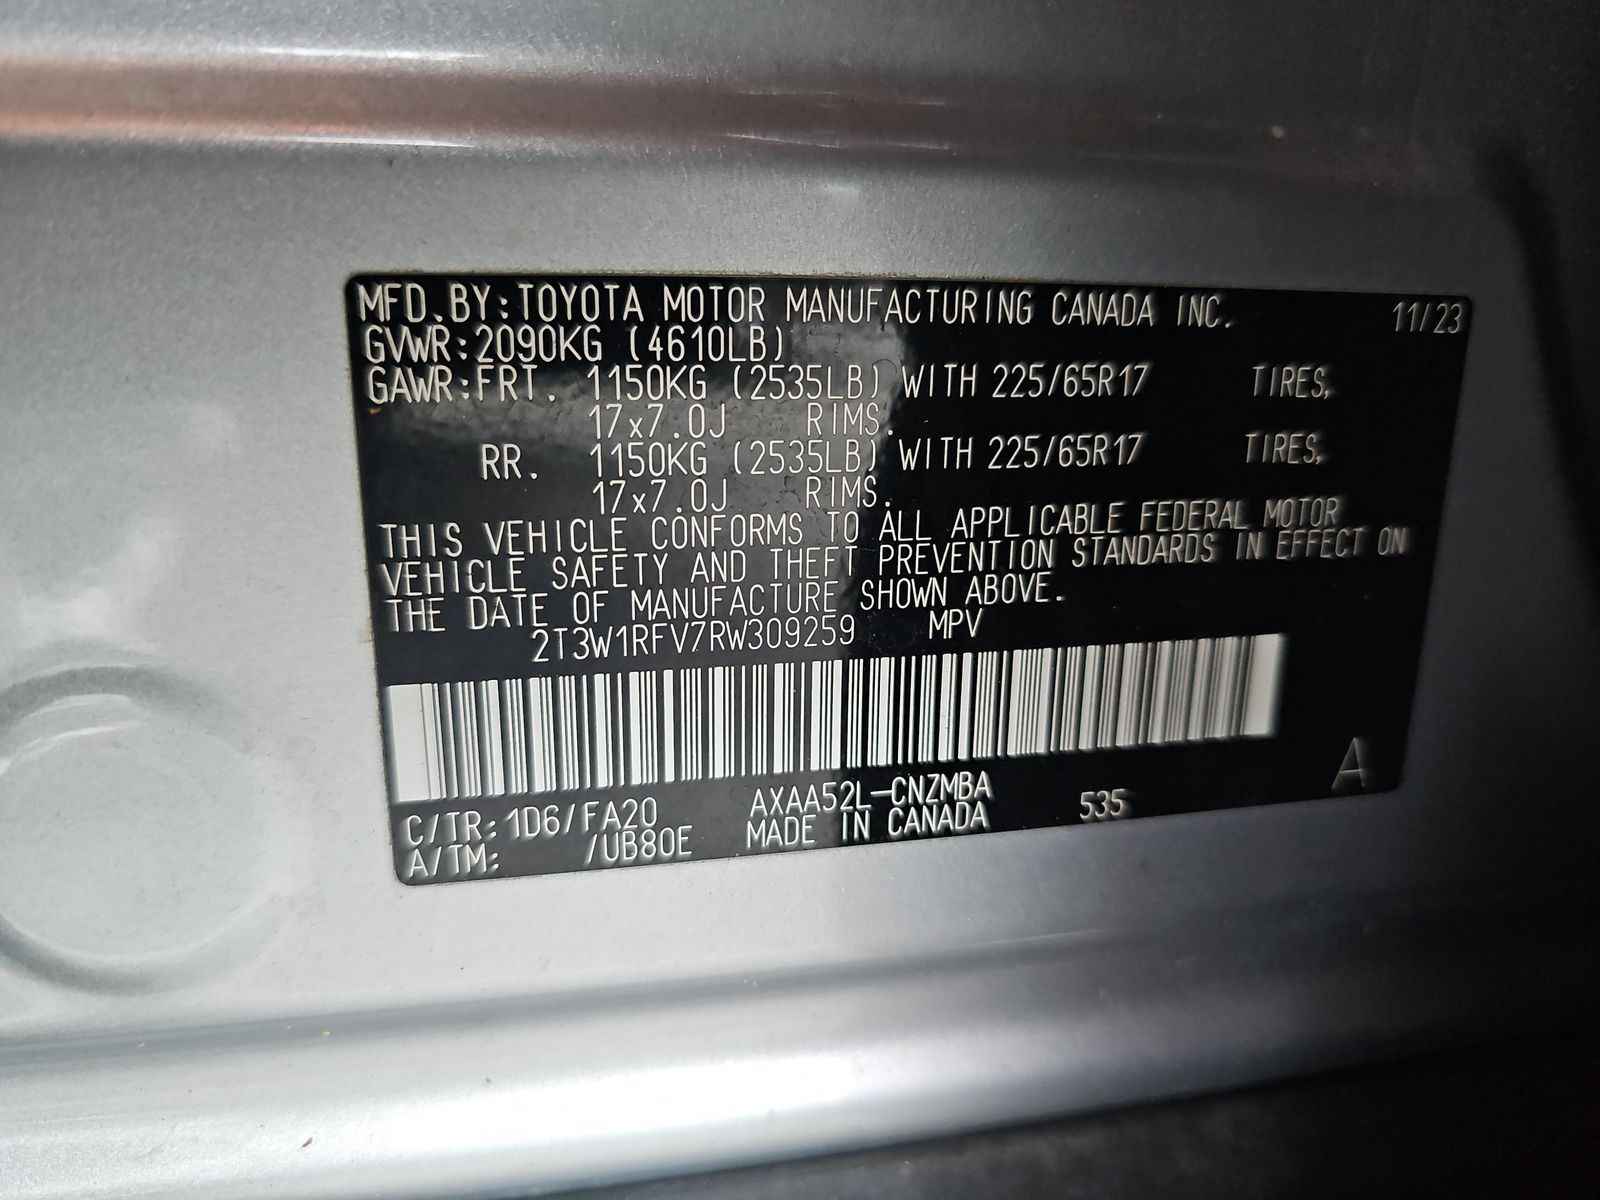 MFD.BY:TOYOTA MOTOR MANUFACTURING CANADA INC. 11/23
GVWR:2090KG (4610LB)
GAWR:FRT. 1150KG (2535LB) WITH 225/65R17 TIRES,
17x7.0J RIMS.
RR. 1150KG (2535LB) WITH 225/65R17 TIRES,
17x7.0J RIMS.
THIS VEHICLE CONFORMS TO ALL APPLICABLE FEDERAL MOTOR
VEHICLE SAFETY AND THEFT PREVENTION STANDARDS IN EFFECT ON
THE DATE OF MANUFACTURE SHOWN ABOVE.
2T3W1RFV7RW309259 MPV
A
C/TR:1D6/FA20 AXAA52L-CNZMBA 535
A/TM: /UB80E MADE IN CANADA